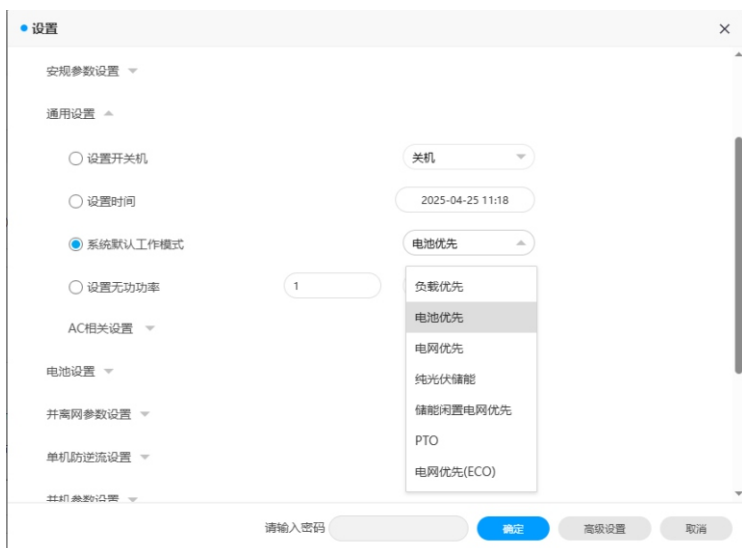 设置
安规参数设置
通用设置
设置开关机 关机
设置时间 2025-04-25 11:18
系统默认工作模式 电池优先
设置无功功率 1
负载优先
电池优先
AC相关设置
电网优先
电池设置
纯光伏储能
并离网参数设置
储能闲置电网优先
PTO
单机防逆流设置
电网优先(ECO)
并机参数设置
请输入密码 确定 高级设置 取消